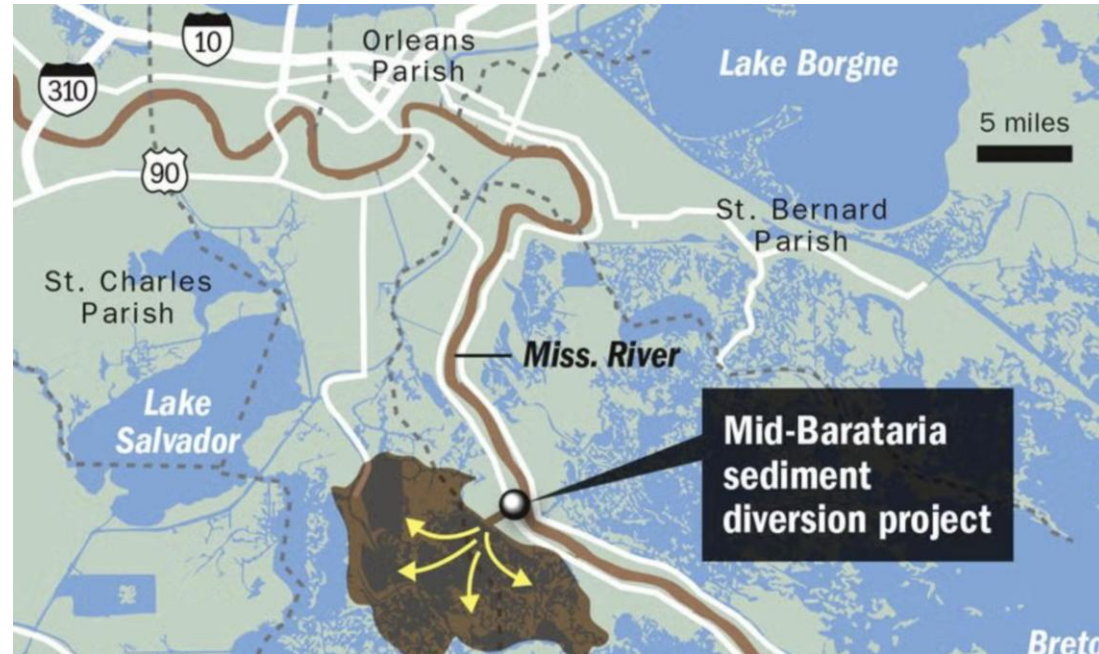 10
Orleans
Parish
Lake Borgne
310
5 miles
90
St. Bernard
Parish
St. Charles
Parish
Miss. River
Lake
Salvador
Mid-Barataria
sediment
diversion project
Breto